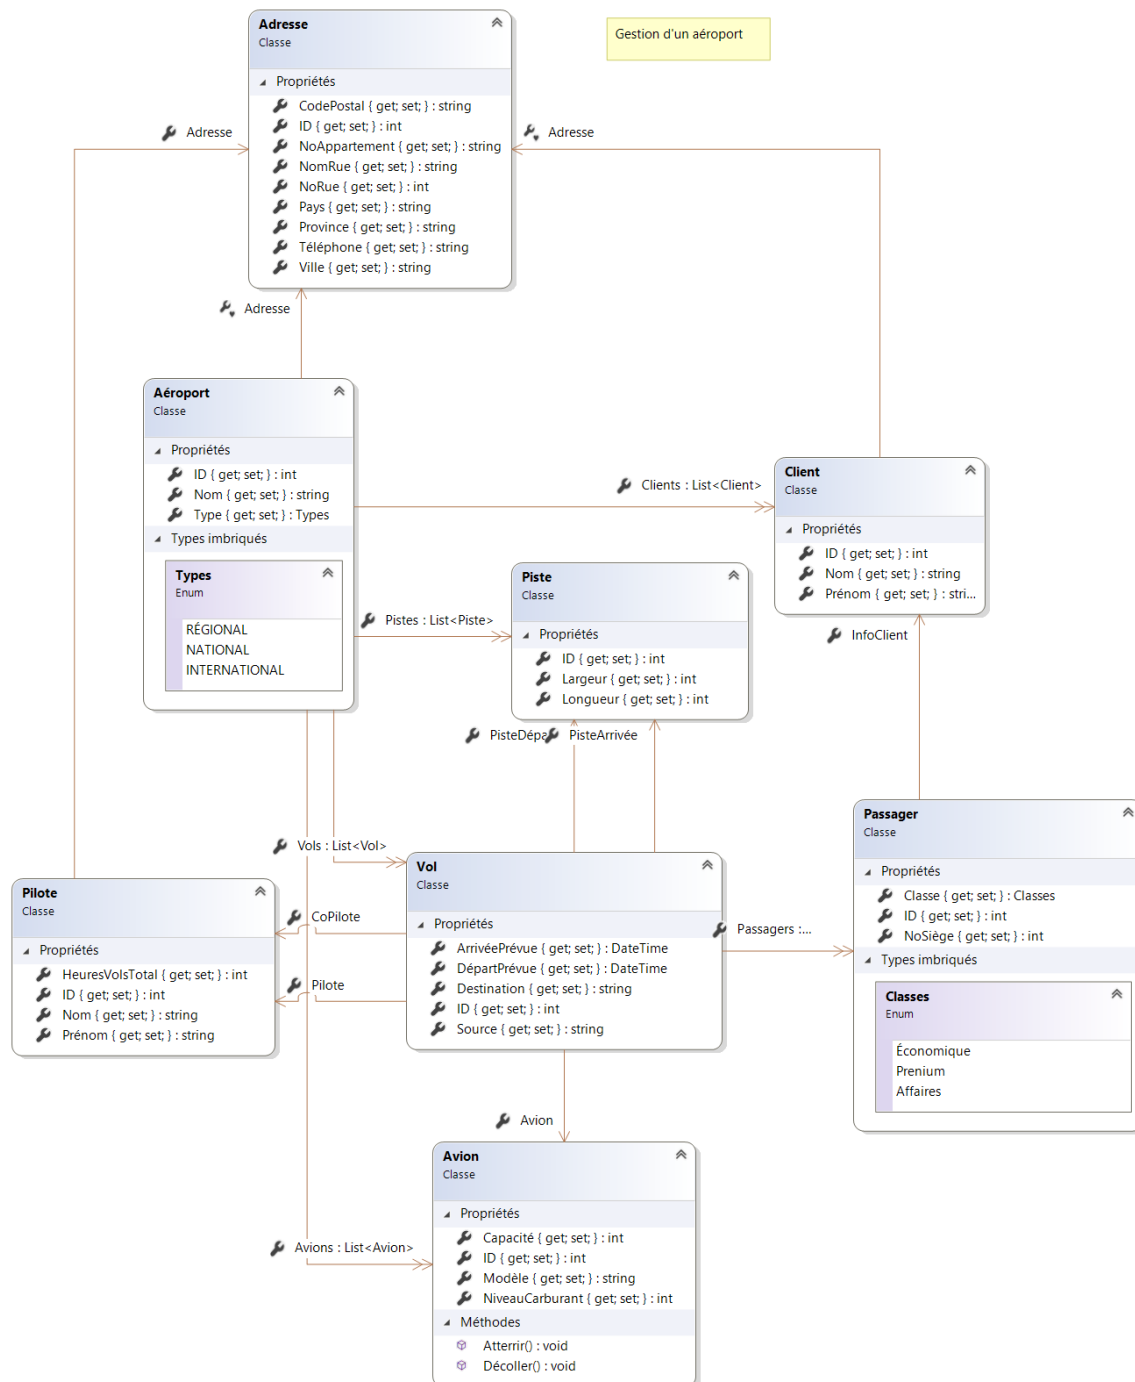 Adresse
Classe
Propriétés
CodePostal { get; set; } : string
ID { get; set; } : int
NoAppartement { get; set; } : string
NomRue { get; set; } : string
NoRue { get; set; } : int
Pays { get; set; } : string
Province { get; set; } : string
Téléphone { get; set; } : string
Ville { get; set; } : string
Gestion d'un aéroport
Adresse
Adresse
Adresse
Aéroport
Classe
Propriétés
ID { get; set; } : int
Nom { get; set; } : string
Type { get; set; } : Types
Types imbriqués
Types
Enum
RÉGIONAL
NATIONAL
INTERNATIONAL
Clients : List<Client>
Client
Classe
Propriétés
ID { get; set; } : int
Nom { get; set; } : string
Prénom { get; set; } : stri...
Pistes : List<Piste>
Piste
Classe
Propriétés
ID { get; set; } : int
Largeur { get; set; } : int
Longueur { get; set; } : int
InfoClient
PisteDépa
PisteArrivée
Passager
Classe
Propriétés
Classe { get; set; } : Classes
ID { get; set; } : int
NoSiège { get; set; } : int
Types imbriqués
Classes
Enum
Économique
Prenium
Affaires
Vols : List<Vol>
Vol
Classe
Propriétés
ArrivéePrévue { get; set; } : DateTime
DépartPrévue { get; set; } : DateTime
Destination { get; set; } : string
ID { get; set; } : int
Source { get; set; } : string
Passagers :...
Pilote
Classe
Propriétés
HeuresVolsTotal { get; set; } : int
ID { get; set; } : int
Nom { get; set; } : string
Prénom { get; set; } : string
CoPilote
Pilote
Avion
Avions : List<Avion>
Avion
Classe
Propriétés
Capacité { get; set; } : int
ID { get; set; } : int
Modèle { get; set; } : string
NiveauCarburant { get; set; } : int
Méthodes
Atterrir() : void
Décoller() : void